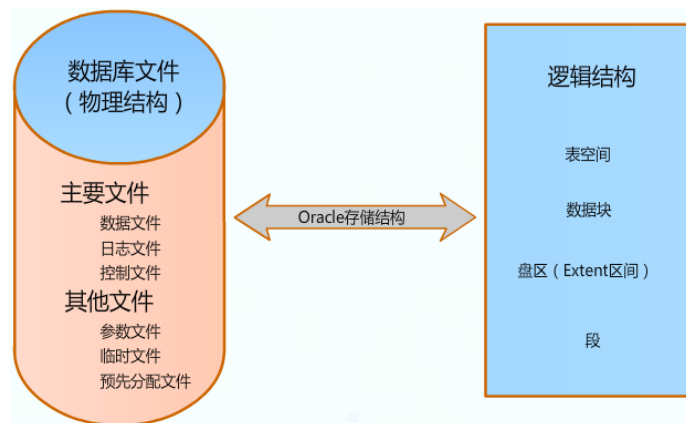 数据库文件
（物理结构）
主要文件
数据文件
日志文件
控制文件
其他文件
参数文件
临时文件
预先分配文件
Oracle存储结构
逻辑结构
表空间
数据块
盘区（Extent区间）
段